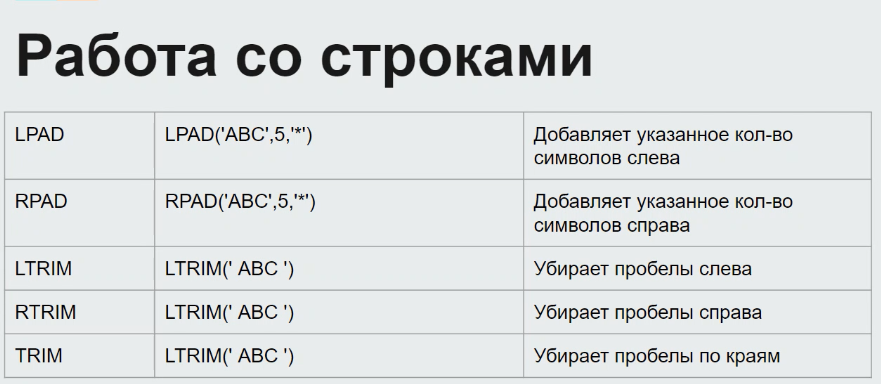 Работа со строками
LPAD LPAD('ABC',5,'*') Добавляет указанное кол-во
символов слева
RPAD RPAD('ABC',5,'*') Добавляет указанное кол-во
символов справа
LTRIM LTRIM(' ABC ') Убирает пробелы слева
RTRIM LTRIM(' ABC ') Убирает пробелы справа
TRIM LTRIM(' ABC ') Убирает пробелы по краям